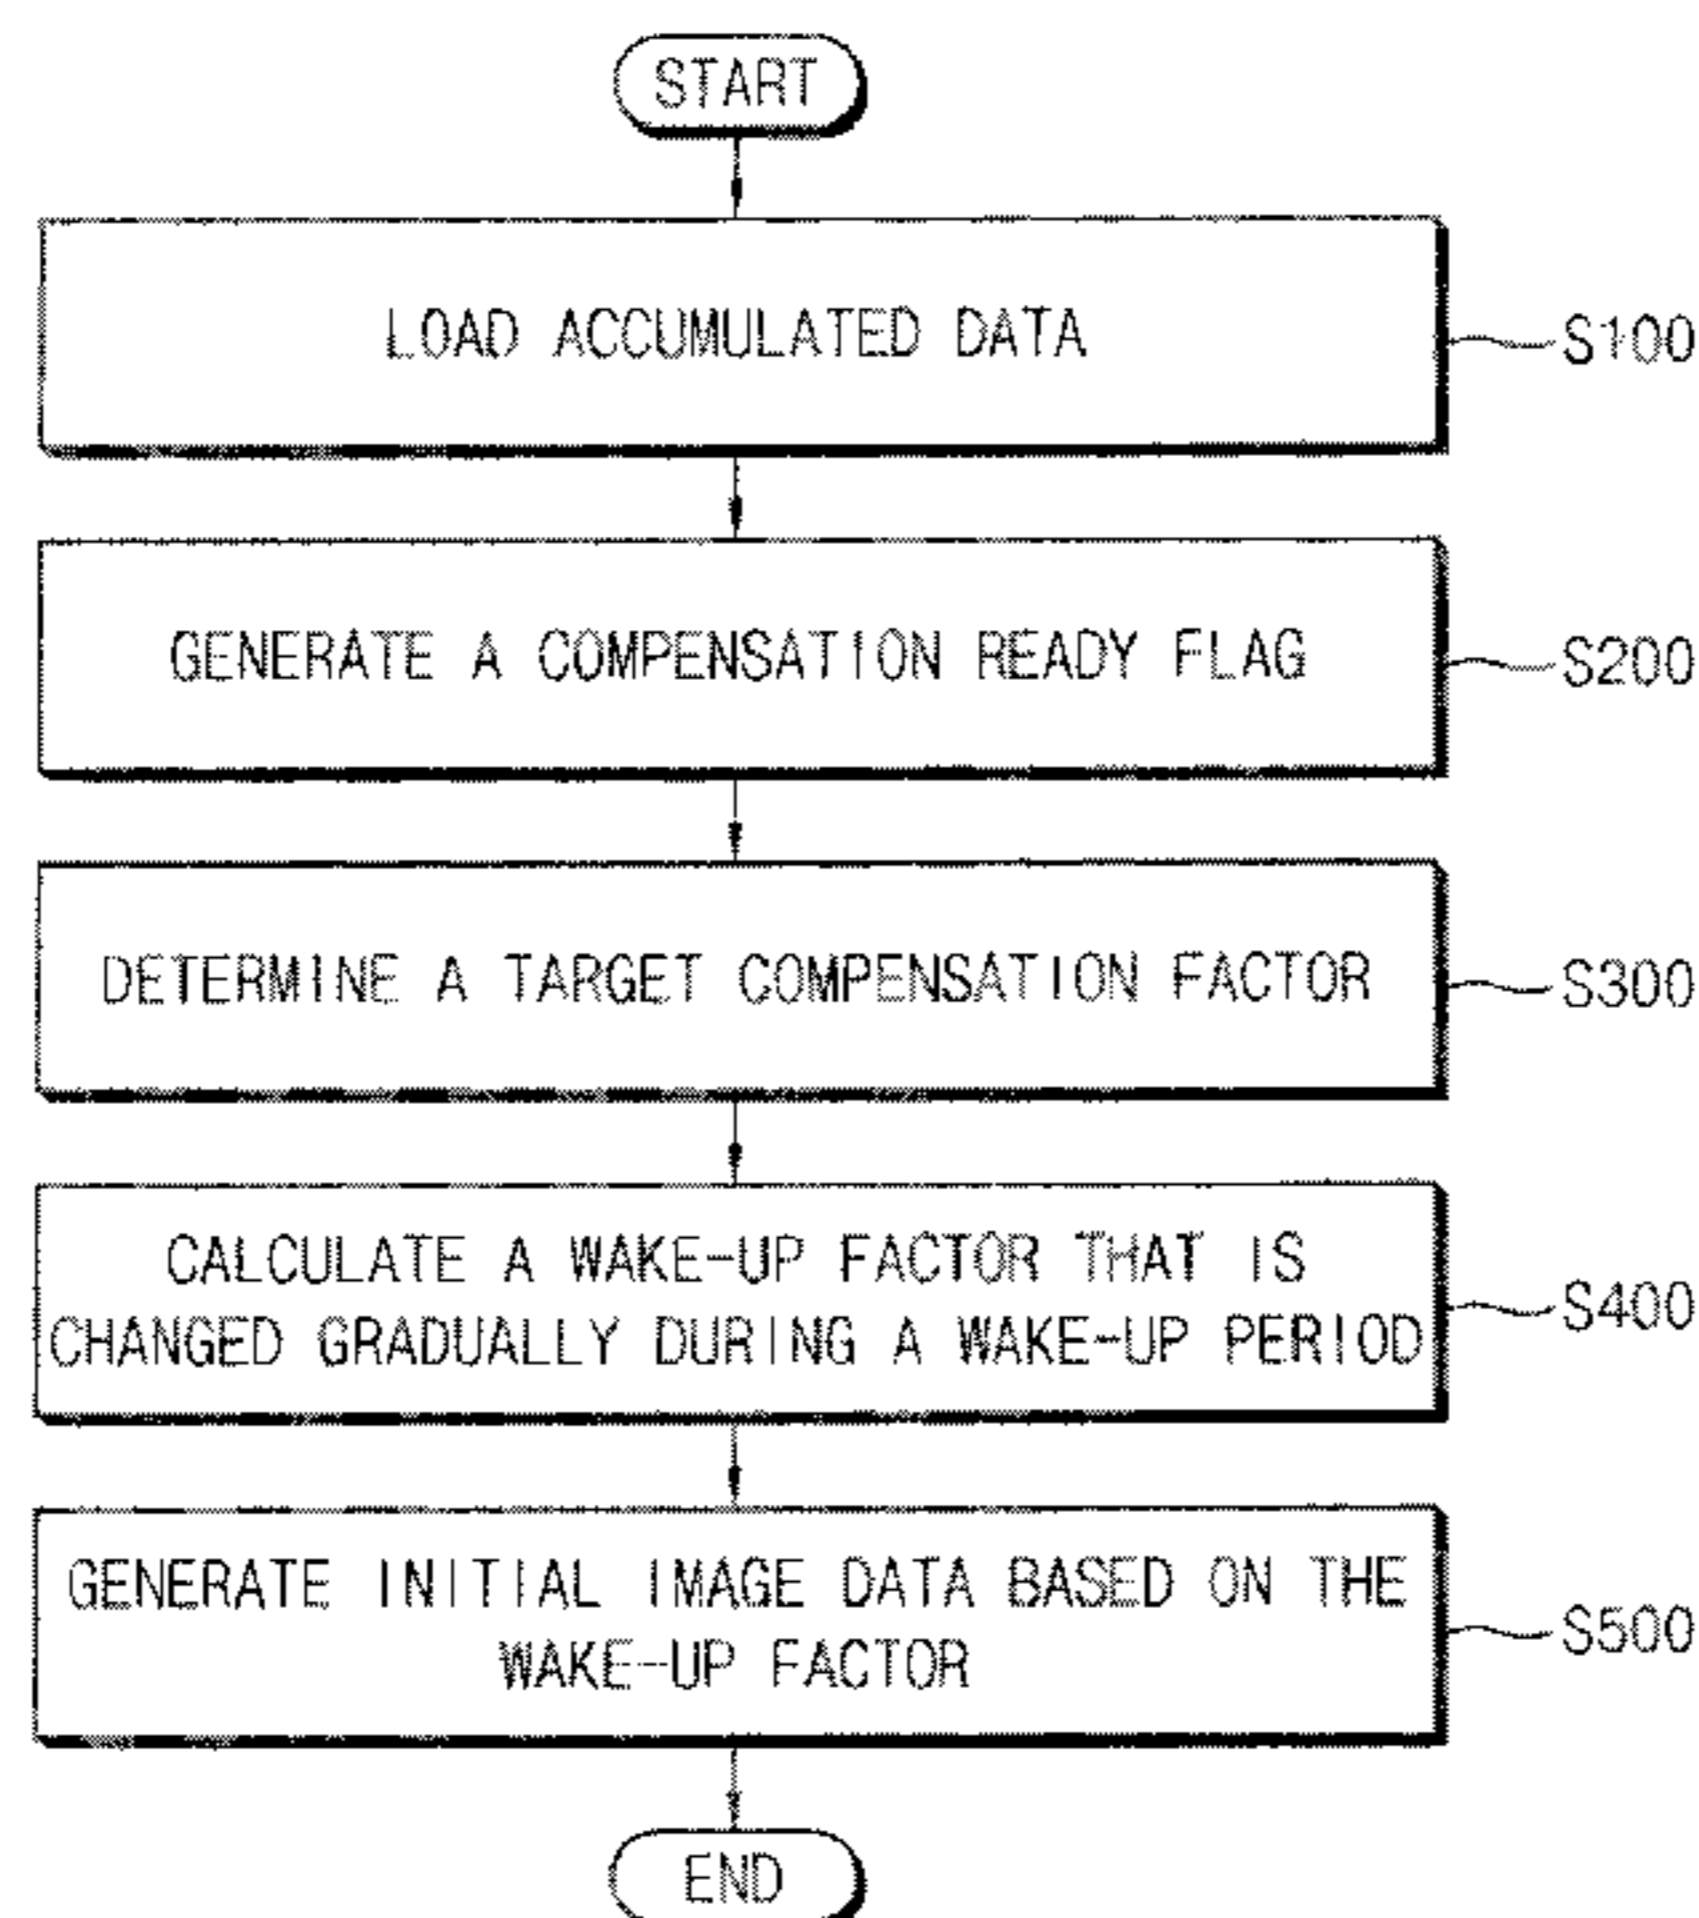 START
LOAD ACCUMULATED DATA
S100
GENERATE A COMPENSATION READY FLAG
S200
DETERMINE A TARGET COMPENSATION FACTOR
S300
CALCULATE A WAKE-UP FACTOR THAT IS
CHANGED GRADUALLY DURING A WAKE-UP PERIOD
S400
GENERATE INITIAL IMAGE DATA BASED ON THE
WAKE-UP FACTOR
S500
END